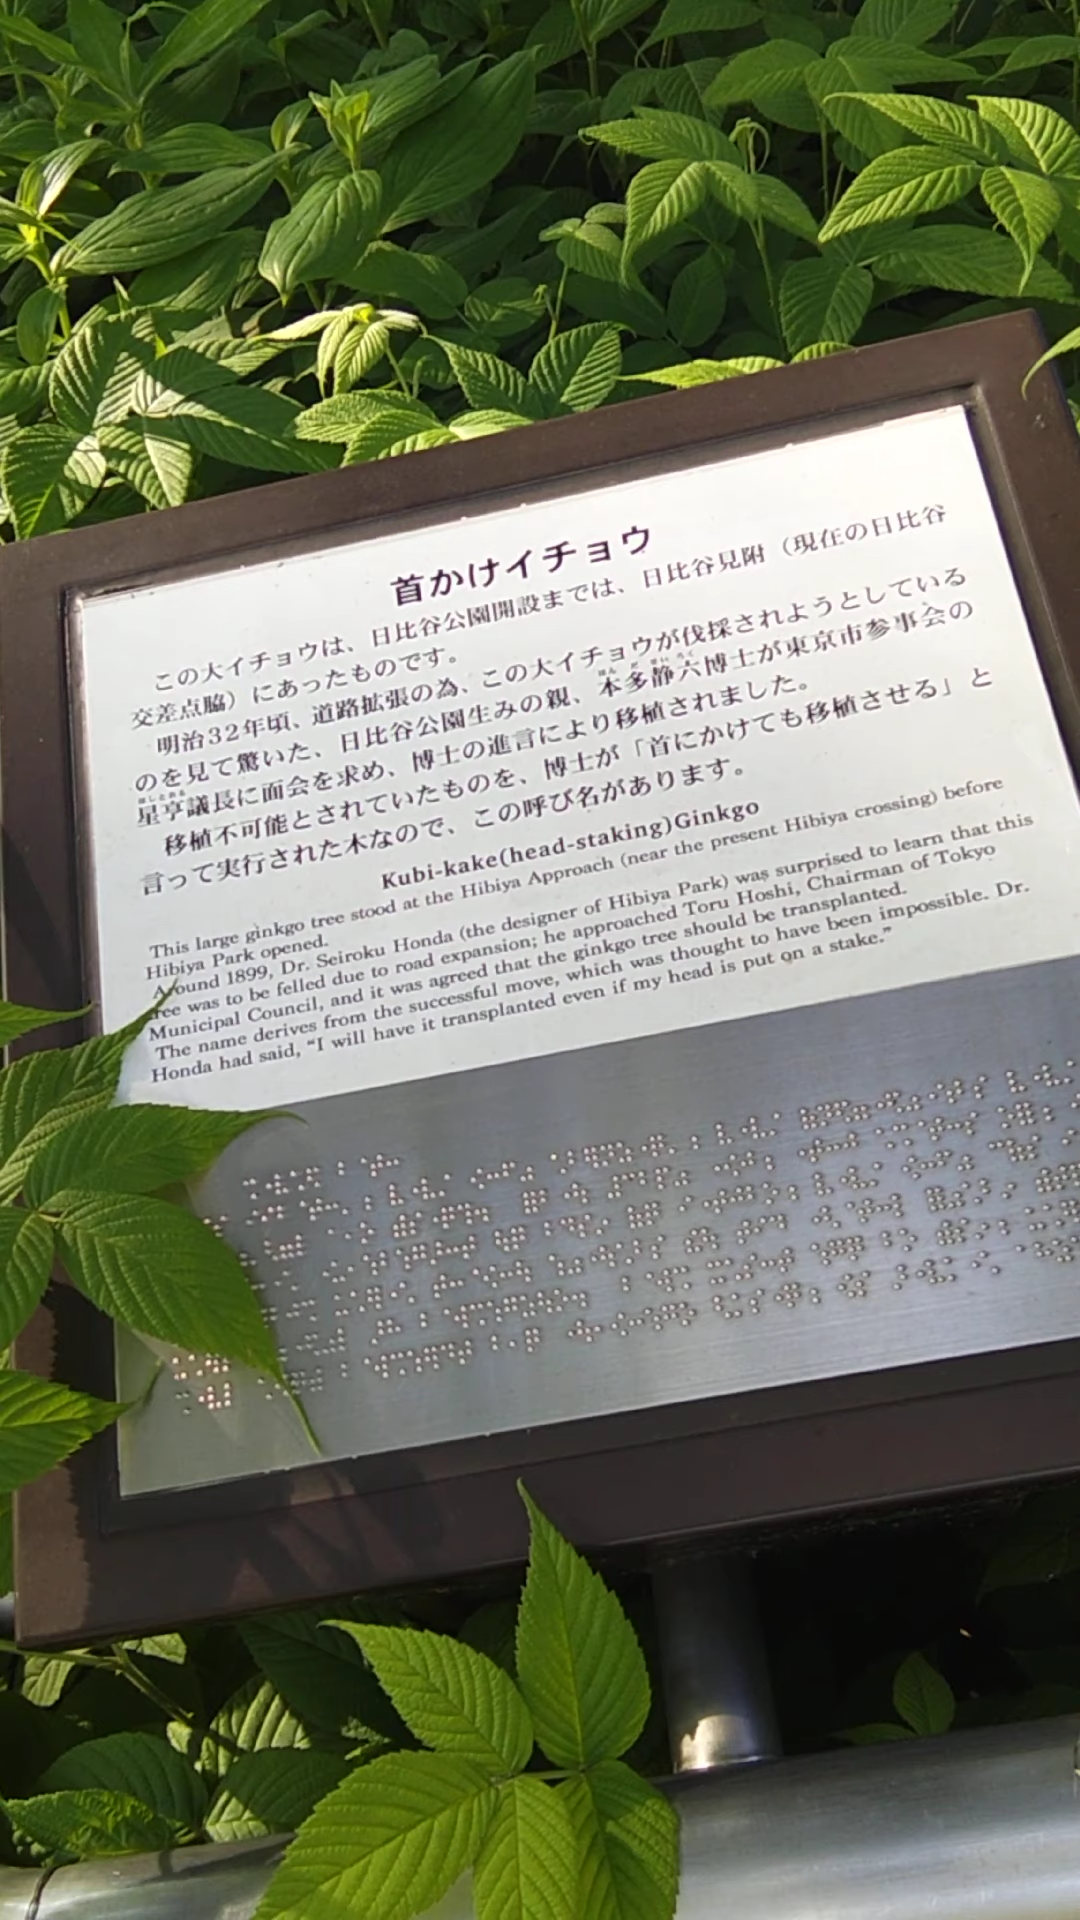 首かけイチョウ
この大イチョウは、日比谷公園開設までは、日比谷見附（現在の日比谷
交差点脇）にあったものです。
明治32年頃、道路拡張の為、この大イチョウが伐採されようとしている
のを見て驚いた、日比谷公園生みの親、本多静六博士が東京市参事会の
星亨議長に面会を求め、博士の進言により移植されました。
移植不可能とされていたものを、博士が「首にかけても移植させる」と
言って実行された木なので、この呼び名があります。
Kubi-kake(head-staking)Ginkgo
This large ginkgo tree stood at the Hibiya Approach (near the present Hibiya crossing) before
Hibiya Park opened.
Around 1899, Dr. Seiroku Honda (the designer of Hibiya Park) was surprised to learn that this
tree was to be felled due to road expansion; he approached Toru Hoshi, Chairman of Tokyo
Municipal Council, and it was agreed that the ginkgo tree should be transplanted.
The name derives from the successful move, which was thought to have been impossible. Dr.
Honda had said, “I will have it transplanted even if my head is put on a stake.”